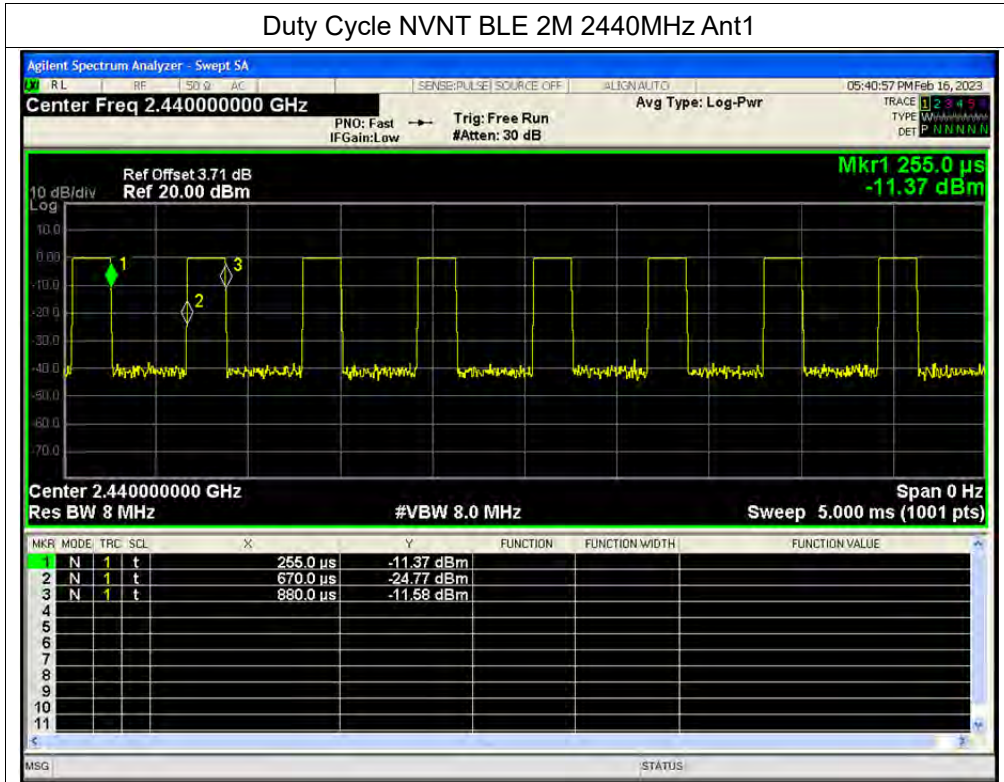 Duty Cycle NVNT BLE 2M 2440MHz Ant1
Agilent Spectrum Analyzer - Swept SA
RL RF 50 Ω AC SENSE:PULSE SOURCE OFF ALIGNAUTO 05:40:57 PM Feb 16, 2023
Center Freq 2.440000000 GHz
PNO: Fast
IFGain:Low
Trig: Free Run
#Atten: 30 dB
Avg Type: Log-Pwr
TRACE 1 2 3 4 5 6
TYPE W
DET P N N N N N
Mkr1 255.0 µs
-11.37 dBm
Ref Offset 3.71 dB
10 dB/div Ref 20.00 dBm
Log
10.0
0.00
-10.0
-20.0
-30.0
-40.0
-50.0
-60.0
-70.0
1
2
3
Center 2.440000000 GHz Span 0 Hz
Res BW 8 MHz #VBW 8.0 MHz Sweep 5.000 ms (1001 pts)
MKR MODE TRC SCL X Y FUNCTION FUNCTION WIDTH FUNCTION VALUE
1 N 1 t 255.0 µs -11.37 dBm
2 N 1 t 670.0 µs -24.77 dBm
3 N 1 t 880.0 µs -11.58 dBm
4
5
6
7
8
9
10
11
MSG STATUS